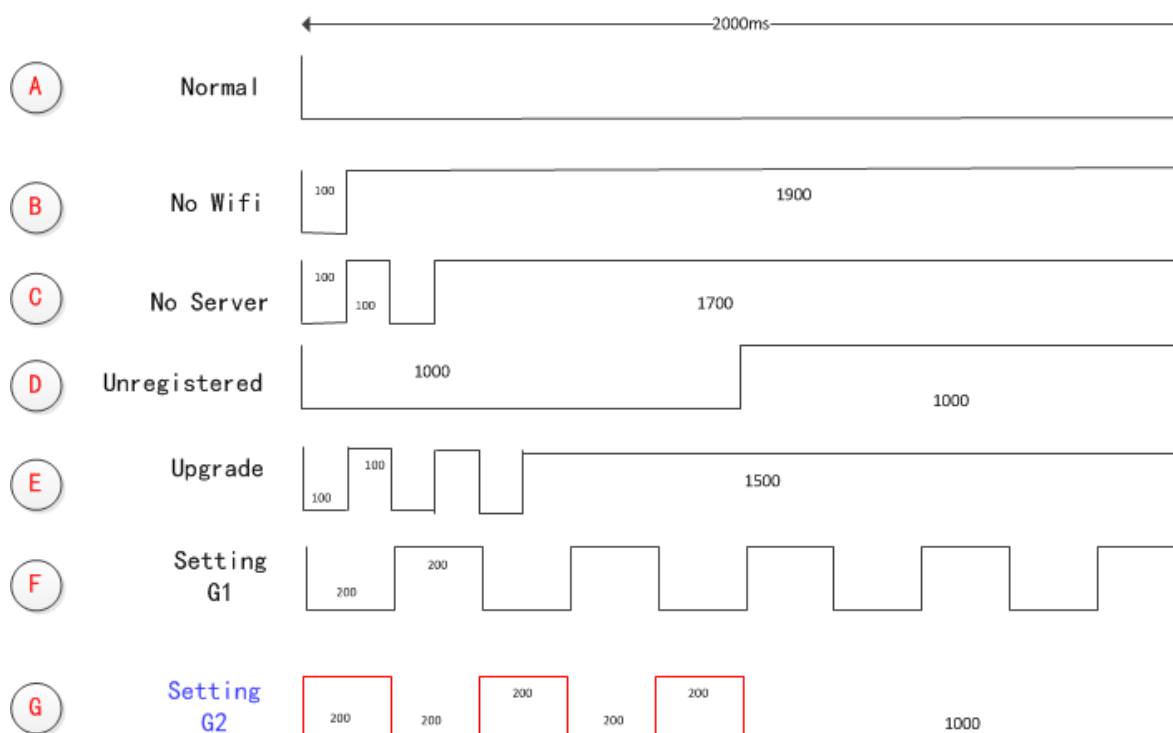 2000ms
A Normal
B No Wifi 100 1900
C No Server 100 100 1700
D Unregistered 1000 1000
E Upgrade 100 100 1500
F Setting G1 200 200
G Setting G2 200 200 200 200 200 1000